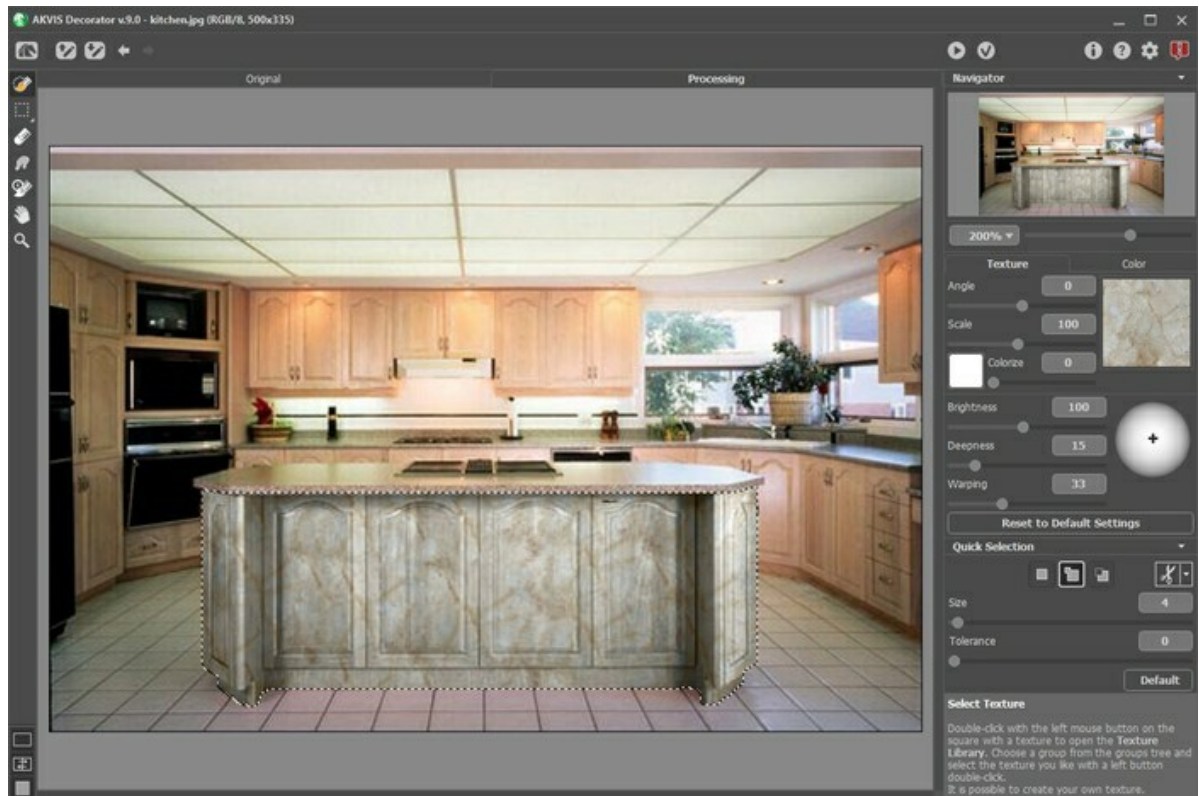 AKVIS Decorator v.9.0 - kitchen.jpg (RGB/8, 500x335)
Original
Processing
Navigator
200%
Texture
Color
Angle
0
Scale
100
Colorize
0
Brightness
100
Deepness
15
Warping
33
Reset to Default Settings
Quick Selection
Size
4
Tolerance
0
Default
Select Texture
Double-click with the left mouse button on the
square with a texture to open the Texture
Library. Choose a group from the groups tree and
select the texture you like with a left button
double-click.
It is possible to create your own texture.